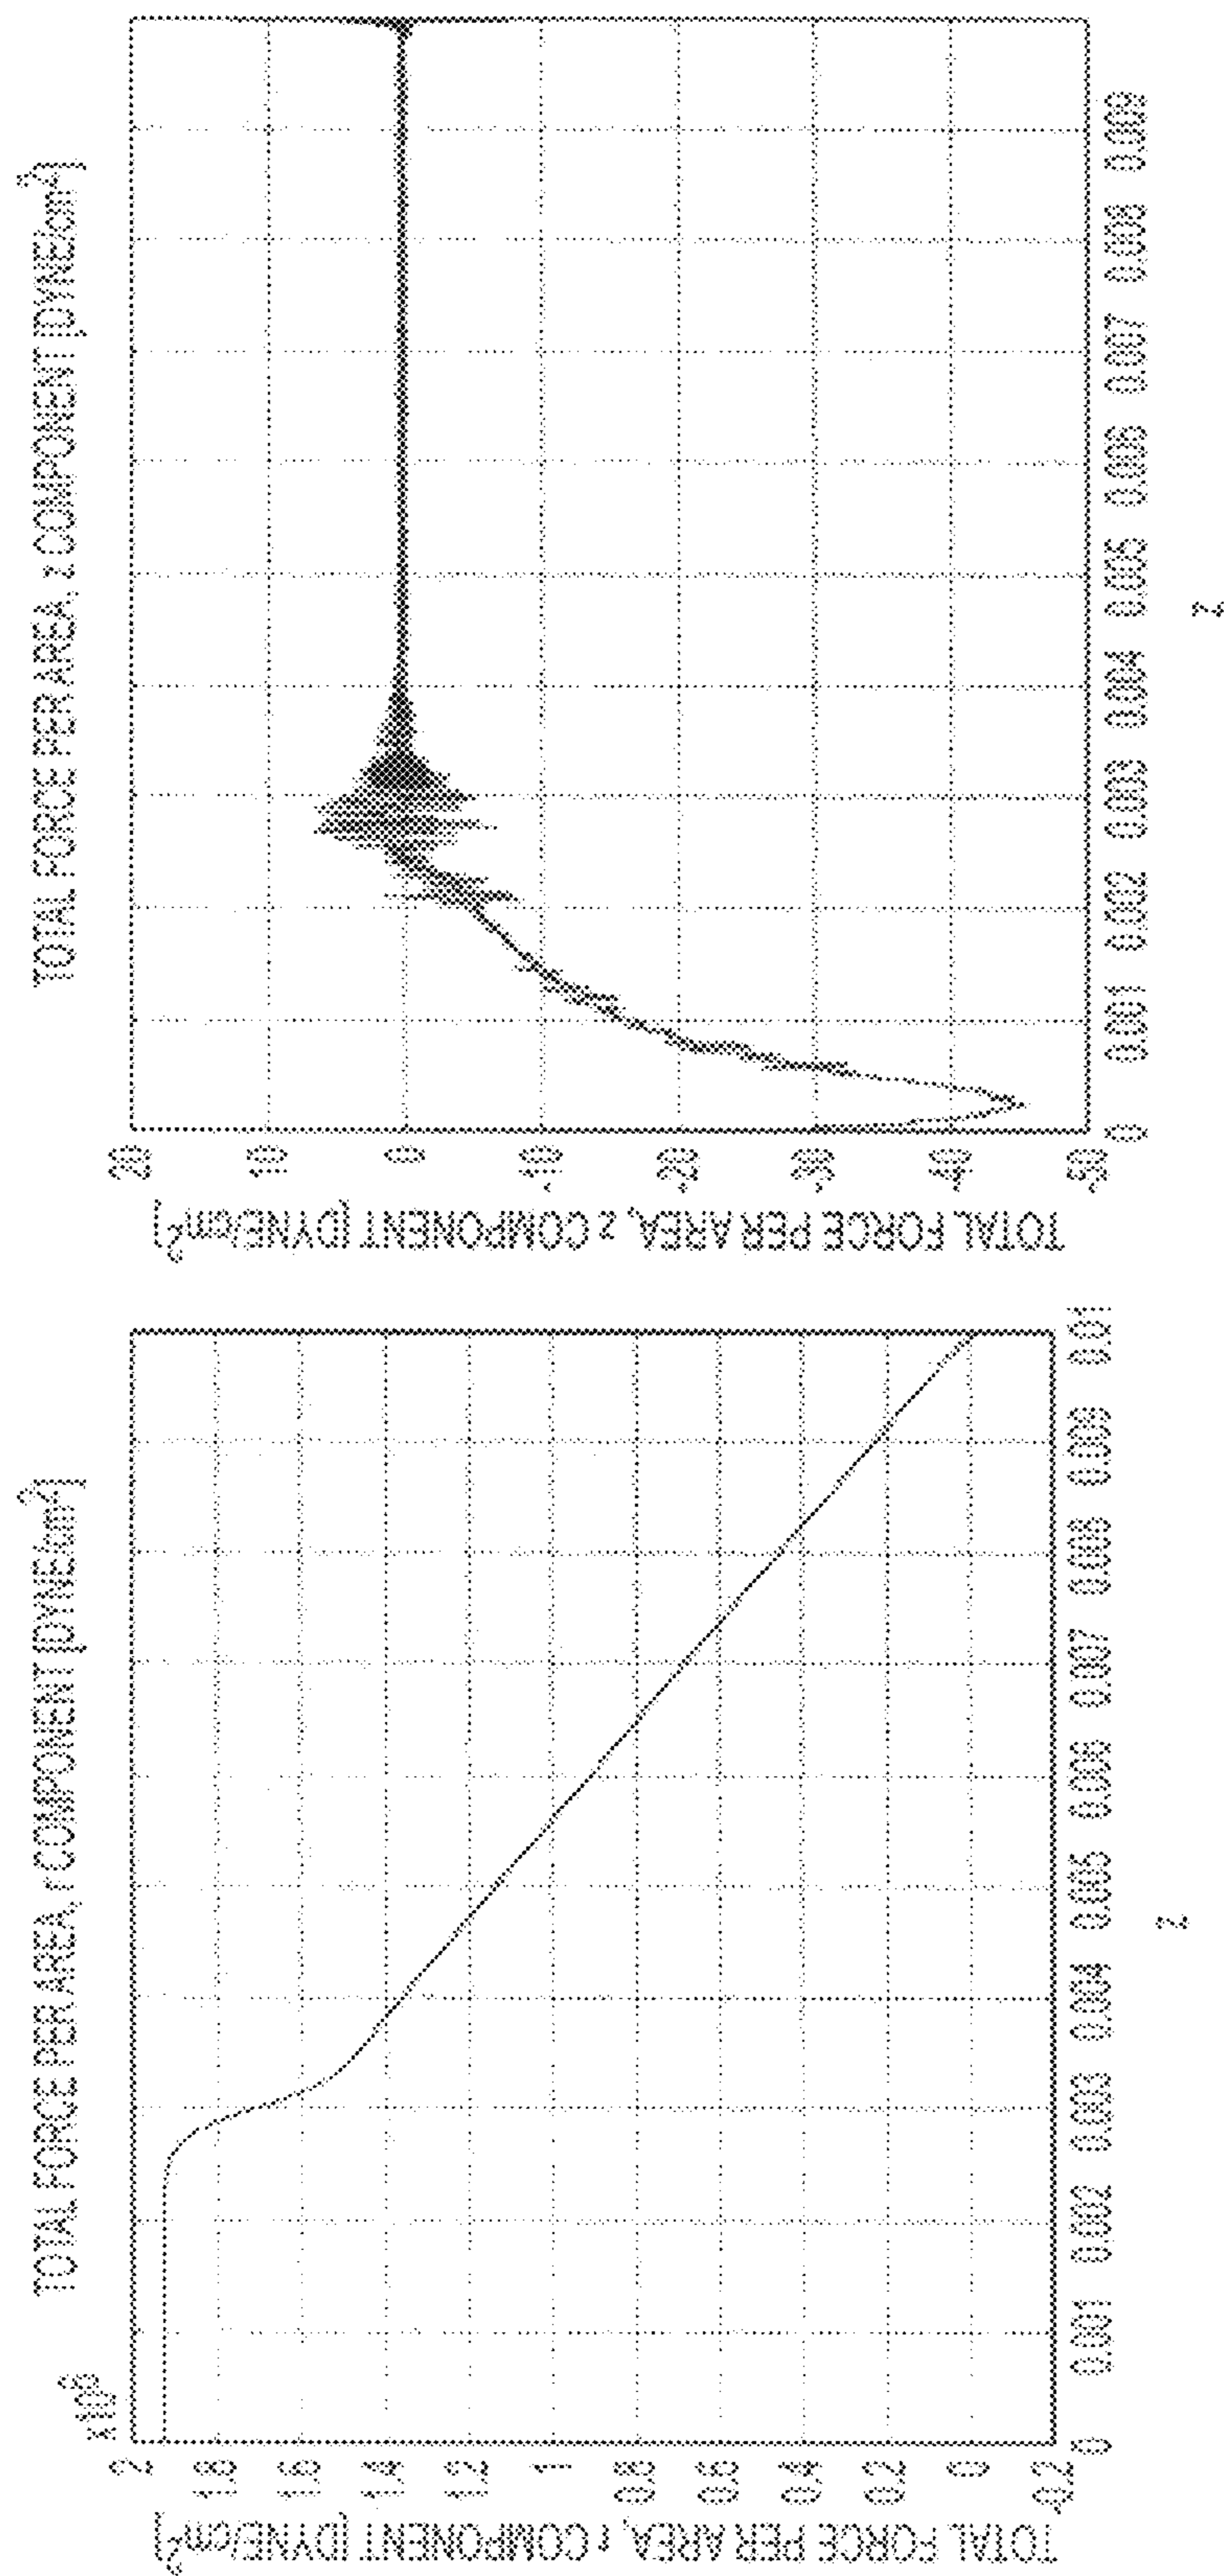 TOTAL FORCE PER AREA, r COMPONENT [DYNE/cm²]
TOTAL FORCE PER AREA, r COMPONENT [DYNE/cm²]
2
1.8
1.6
1.4
1.2
1
0.8
0.6
0.4
0.2
0
-0.2
0 0.001 0.002 0.003 0.004 0.005 0.006 0.007 0.008 0.009 0.01
z
TOTAL FORCE PER AREA, z COMPONENT [DYNE/cm²]
TOTAL FORCE PER AREA, z COMPONENT [DYNE/cm²]
20
10
0
-10
-20
-30
-40
-50
0 0.001 0.002 0.003 0.004 0.005 0.006 0.007 0.008 0.009
z